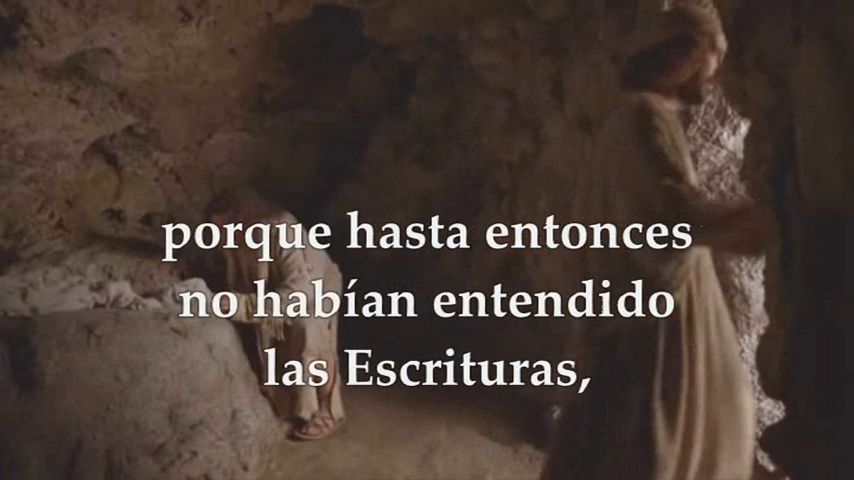 porque hasta entonces
no habían entendido
las Escrituras,